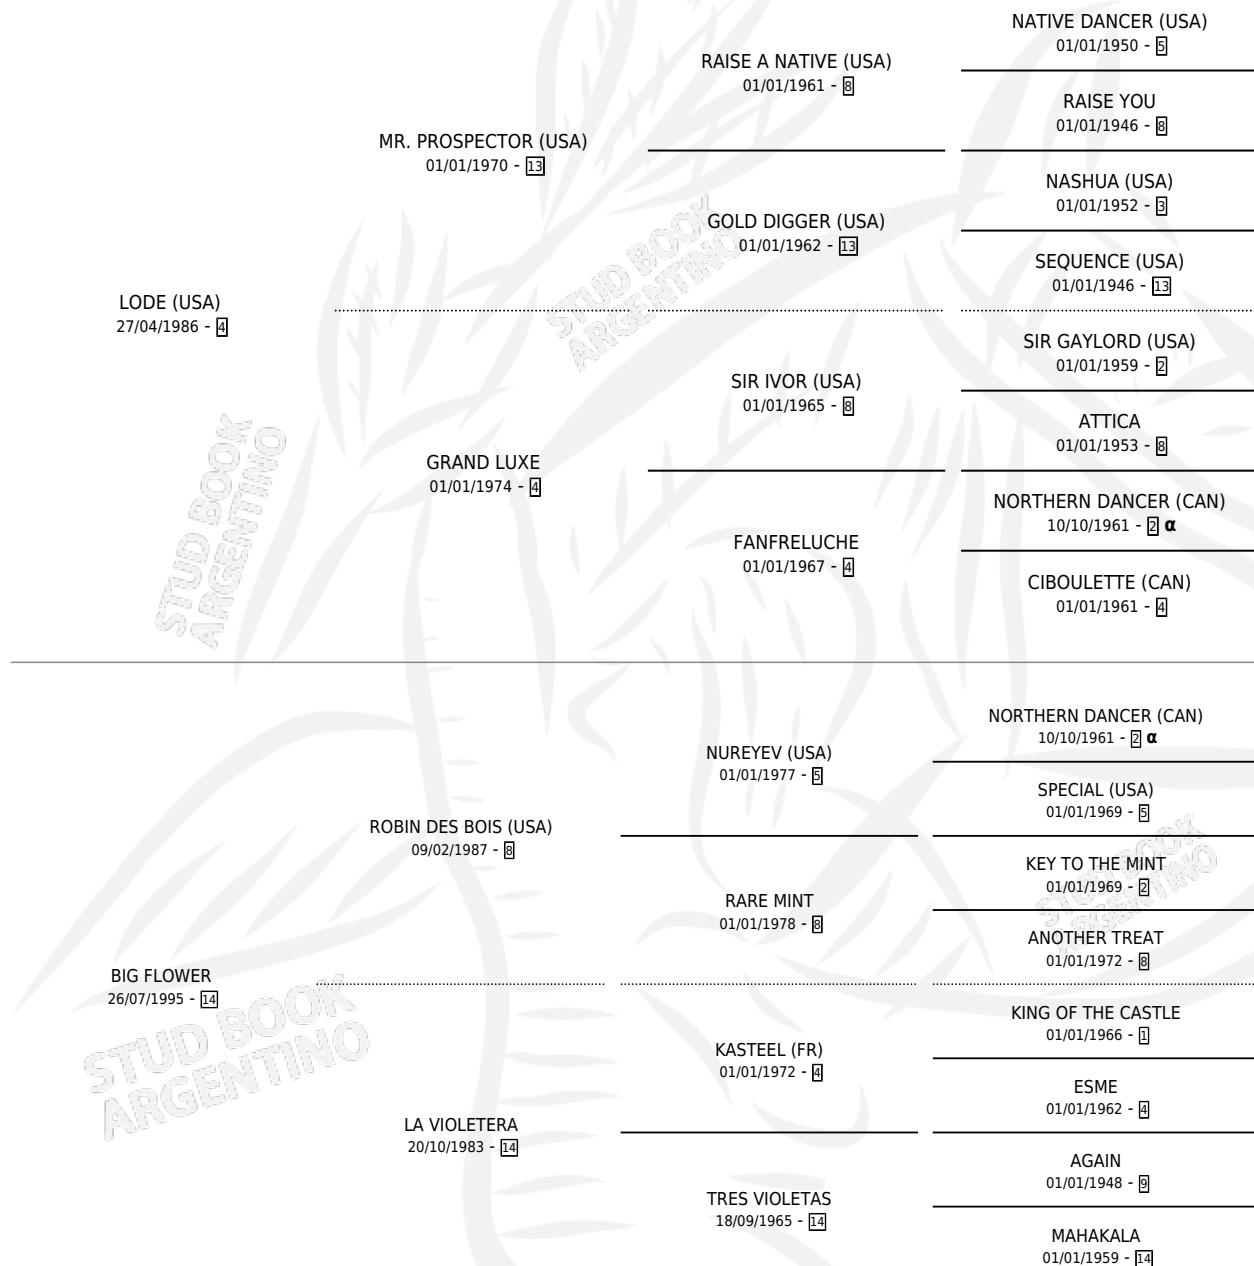 NATIVE DANCER (USA)
01/01/1950 - 5
RAISE A NATIVE (USA)
01/01/1961 - 8
RAISE YOU
01/01/1946 - 8
MR. PROSPECTOR (USA)
01/01/1970 - 13
NASHUA (USA)
01/01/1952 - 3
GOLD DIGGER (USA)
01/01/1962 - 13
SEQUENCE (USA)
01/01/1946 - 13
LODE (USA)
27/04/1986 - 4
SIR GAYLORD (USA)
01/01/1959 - 2
SIR IVOR (USA)
01/01/1965 - 8
ATTICA
01/01/1953 - 8
GRAND LUXE
01/01/1974 - 4
NORTHERN DANCER (CAN)
10/10/1961 - 2 α
FANFRELUCHE
01/01/1967 - 4
CIBOULETTE (CAN)
01/01/1961 - 4
NORTHERN DANCER (CAN)
10/10/1961 - 2 α
NUREYEV (USA)
01/01/1977 - 5
SPECIAL (USA)
01/01/1969 - 5
ROBIN DES BOIS (USA)
09/02/1987 - 8
KEY TO THE MINT
01/01/1969 - 2
RARE MINT
01/01/1978 - 8
ANOTHER TREAT
01/01/1972 - 8
BIG FLOWER
26/07/1995 - 14
KING OF THE CASTLE
01/01/1966 - 1
KASTEEL (FR)
01/01/1972 - 4
ESME
01/01/1962 - 4
LA VIOLETERA
20/10/1983 - 14
AGAIN
01/01/1948 - 9
TRES VIOLETAS
18/09/1965 - 14
MAHAKALA
01/01/1959 - 14
STUD BOOK
ARGENTINO
STUD BOOK
ARGENTINO
STUD BOOK
ARGENTINO
STUD BOOK
ARGENTINO